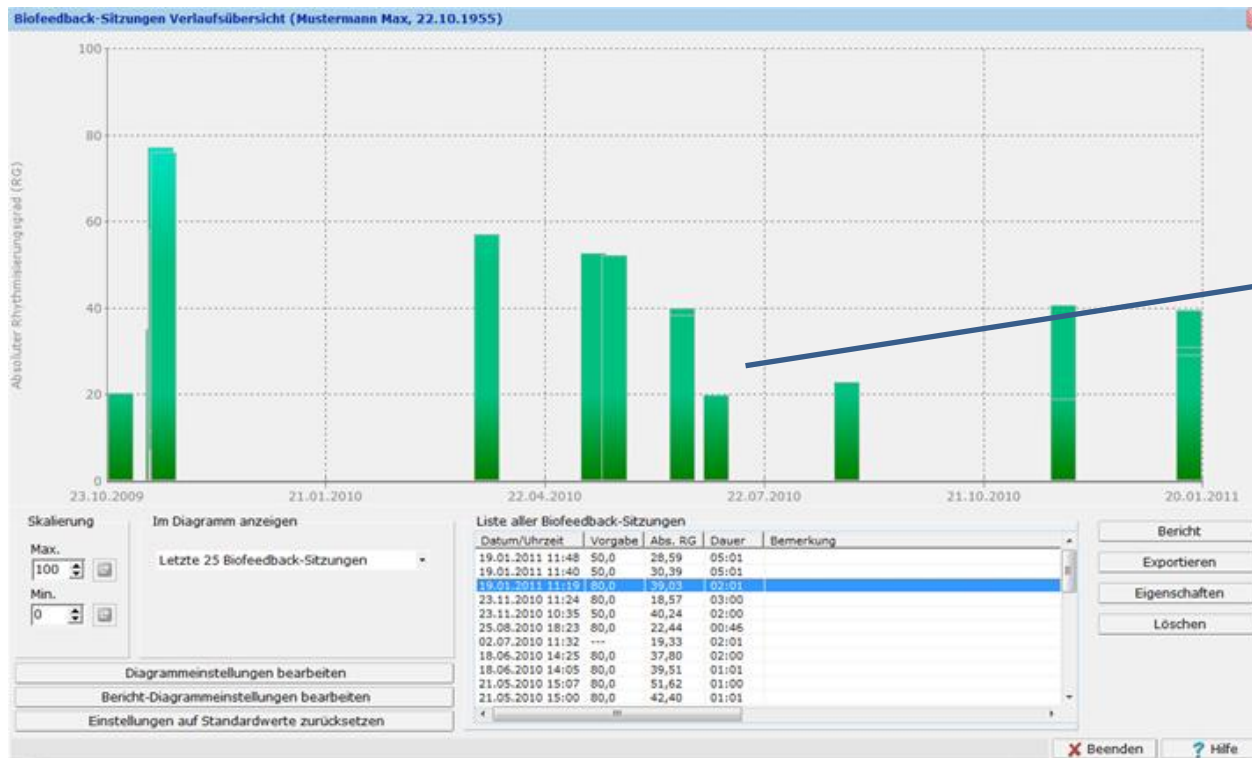 Biofeedback-Sitzungen Verlaufsübersicht (Mustermann Max, 22.10.1955)
Absoluter Rhythmisierungsgrad (RG)
100
80
60
40
20
0
23.10.2009 21.01.2010 22.04.2010 22.07.2010 21.10.2010 20.01.2011
Skalierung
Max.
100
Min.
0
Im Diagramm anzeigen
Letzte 25 Biofeedback-Sitzungen
Diagrammeinstellungen bearbeiten
Bericht-Diagrammeinstellungen bearbeiten
Einstellungen auf Standardwerte zurücksetzen
Liste aller Biofeedback-Sitzungen
Datum/Uhrzeit Vorgabe Abs. RG Dauer Bemerkung
19.01.2011 11:48 50,0 28,59 05:01
19.01.2011 11:40 50,0 30,39 05:01
19.01.2011 11:19 80,0 39,03 02:01
23.11.2010 11:24 80,0 18,57 03:00
23.11.2010 10:35 50,0 40,24 02:00
25.08.2010 18:23 80,0 22,44 00:46
02.07.2010 11:32 --- 19,33 02:01
18.06.2010 14:25 80,0 37,80 02:00
18.06.2010 14:05 80,0 39,51 01:01
21.05.2010 15:07 80,0 51,62 01:00
21.05.2010 15:00 80,0 42,40 01:01
Bericht
Exportieren
Eigenschaften
Löschen
Beenden
Hilfe